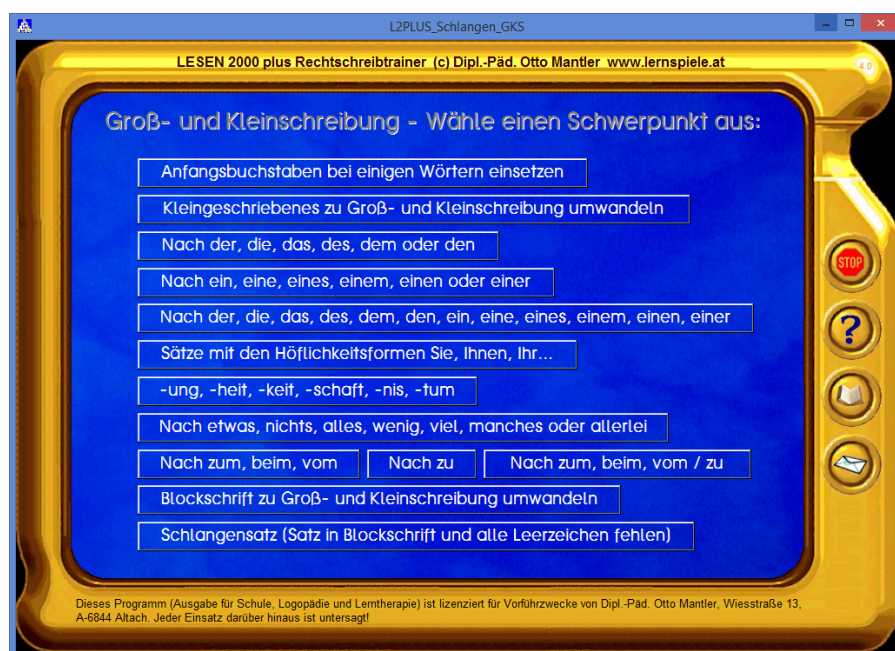 L2PLUS_Schlangen_GKS
LESEN 2000 plus Rechtschreibtrainer (c) Dipl.-Päd. Otto Mantler www.lernspiele.at
4.0
Groß- und Kleinschreibung - Wähle einen Schwerpunkt aus:
Anfangsbuchstaben bei einigen Wörtern einsetzen
Kleingeschriebenes zu Groß- und Kleinschreibung umwandeln
Nach der, die, das, des, dem oder den
Nach ein, eine, eines, einem, einen oder einer
Nach der, die, das, des, dem, den, ein, eine, eines, einem, einen, einer
Sätze mit den Höflichkeitsformen Sie, Ihnen, Ihr...
-ung, -heit, -keit, -schaft, -nis, -tum
Nach etwas, nichts, alles, wenig, viel, manches oder allerlei
Nach zum, beim, vom Nach zu Nach zum, beim, vom / zu
Blockschrift zu Groß- und Kleinschreibung umwandeln
Schlangensatz (Satz in Blockschrift und alle Leerzeichen fehlen)
STOP
?
Dieses Programm (Ausgabe für Schule, Logopädie und Lerntherapie) ist lizenziert für Vorführzwecke von Dipl.-Päd. Otto Mantler, Wiesstraße 13,
A-6844 Altach. Jeder Einsatz darüber hinaus ist untersagt!